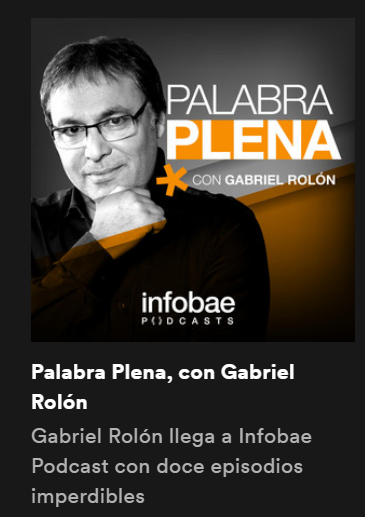 PALABRA
PLENA
CON GABRIEL ROLÓN
infobae
P()DCASTS
Palabra Plena, con Gabriel
Rolón
Gabriel Rolón llega a Infobae
Podcast con doce episodios
imperdibles